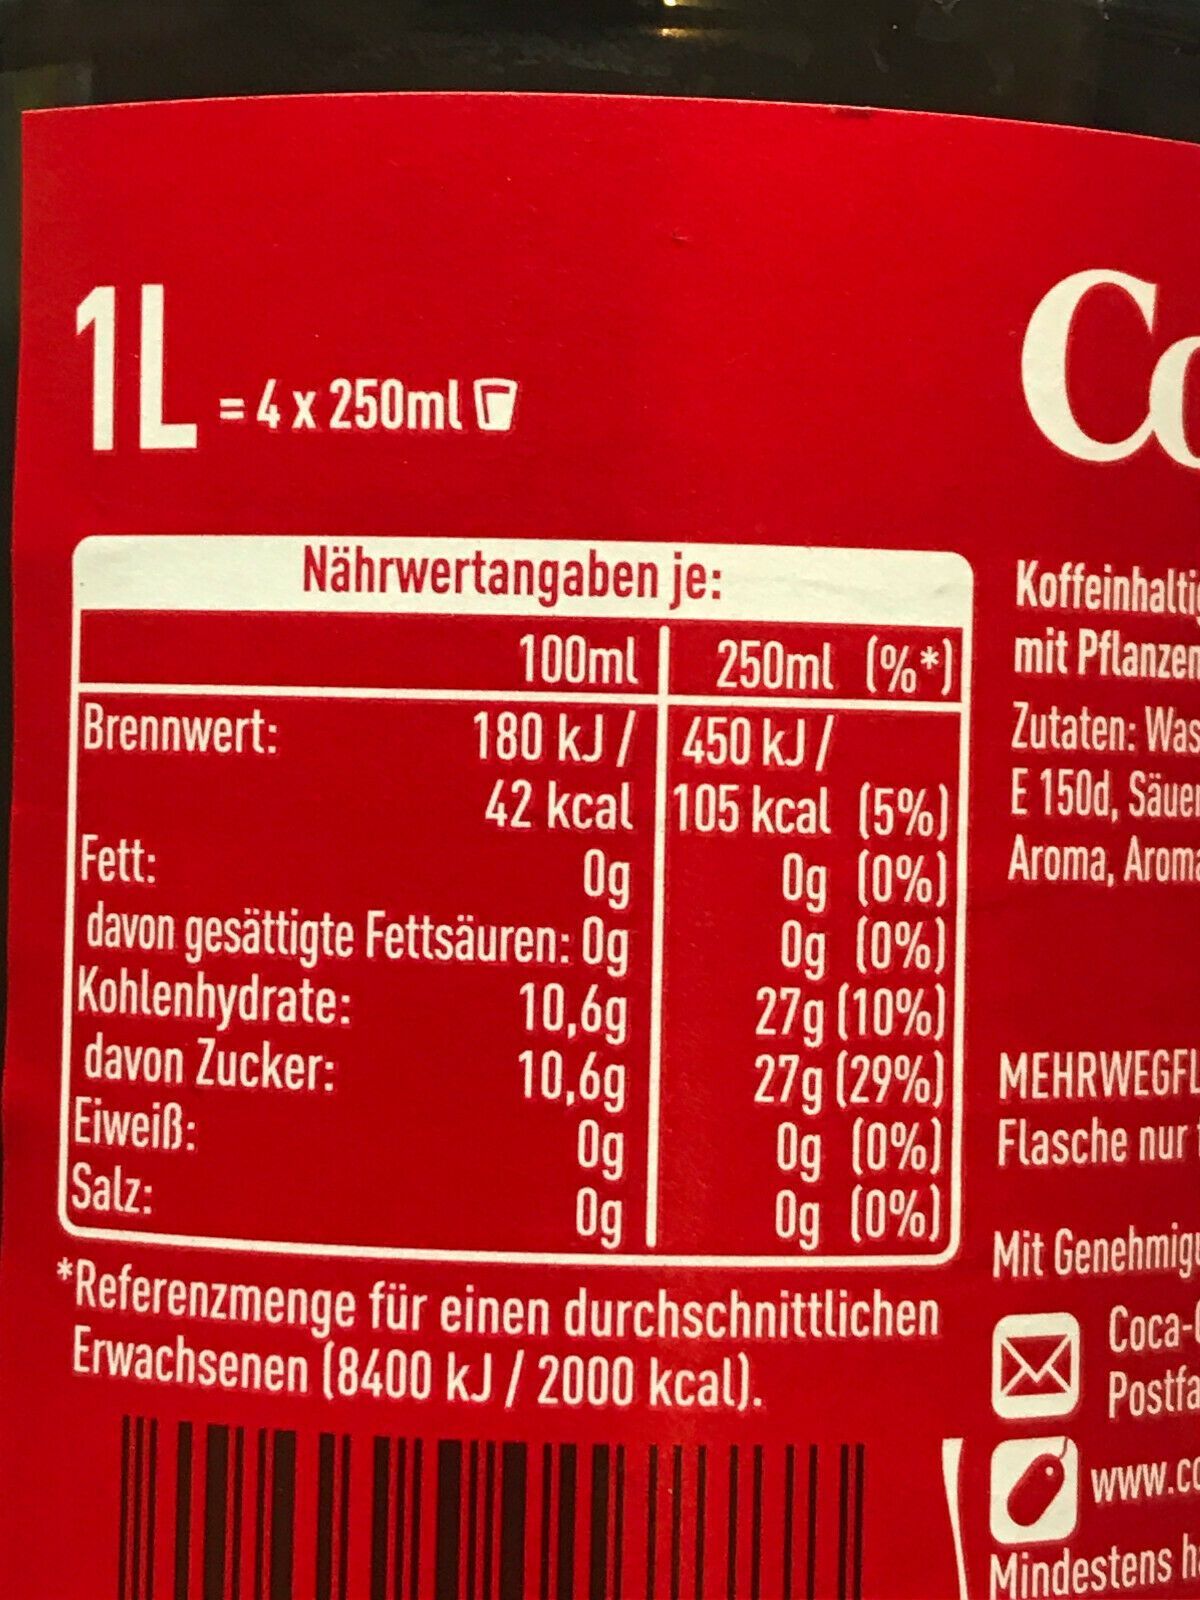 1L = 4 x 250ml
Co
Nährwertangaben je:
100ml 250ml (%*)
Brennwert: 180 kJ / 450 kJ /
42 kcal 105 kcal (5%)
Fett: 0g 0g (0%)
davon gesättigte Fettsäuren: 0g 0g (0%)
Kohlenhydrate: 10,6g 27g (10%)
davon Zucker: 10,6g 27g (29%)
Eiweiß: 0g 0g (0%)
Salz: 0g 0g (0%)
*Referenzmenge für einen durchschnittlichen
Erwachsenen (8400 kJ / 2000 kcal).
Koffeinhalti
mit Pflanzen
Zutaten: Was
E 150d, Säue
Aroma, Aroma
MEHRWEGFL
Flasche nur
Mit Genehmig
Coca-
Postfa
www.co
Mindestens h